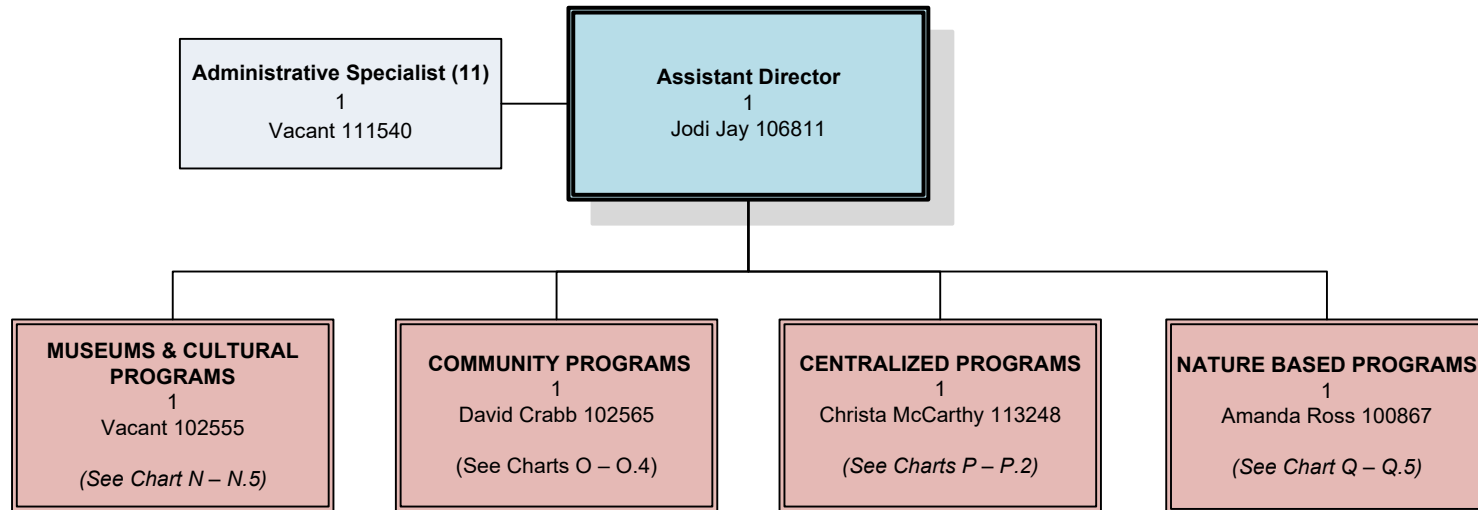 Administrative Specialist (11)
1
Vacant 111540
Assistant Director
1
Jodi Jay 106811
MUSEUMS & CULTURAL
PROGRAMS
1
Vacant 102555
(See Chart N – N.5)
COMMUNITY PROGRAMS
1
David Crabb 102565
(See Charts O – O.4)
CENTRALIZED PROGRAMS
1
Christa McCarthy 113248
(See Charts P – P.2)
NATURE BASED PROGRAMS
1
Amanda Ross 100867
(See Chart Q – Q.5)